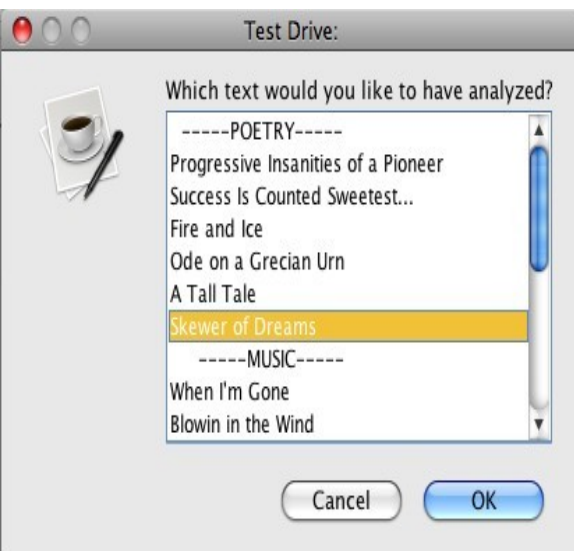 Test Drive:
Which text would you like to have analyzed?
-----POETRY-----
Progressive Insanities of a Pioneer
Success Is Counted Sweetest...
Fire and Ice
Ode on a Grecian Urn
A Tall Tale
Skewer of Dreams
-----MUSIC-----
When I'm Gone
Blowin in the Wind
Cancel OK